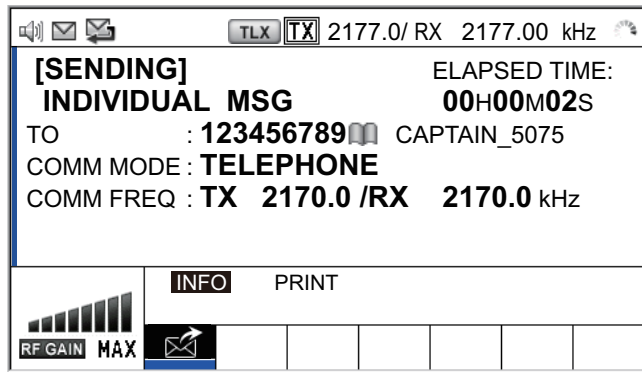 TLX TX 2177.0/ RX 2177.00 kHz
[SENDING] ELAPSED TIME:
INDIVIDUAL MSG 00H00M02S
TO : 123456789 CAPTAIN_5075
COMM MODE : TELEPHONE
COMM FREQ : TX 2170.0 /RX 2170.0 kHz
INFO PRINT
RF GAIN MAX